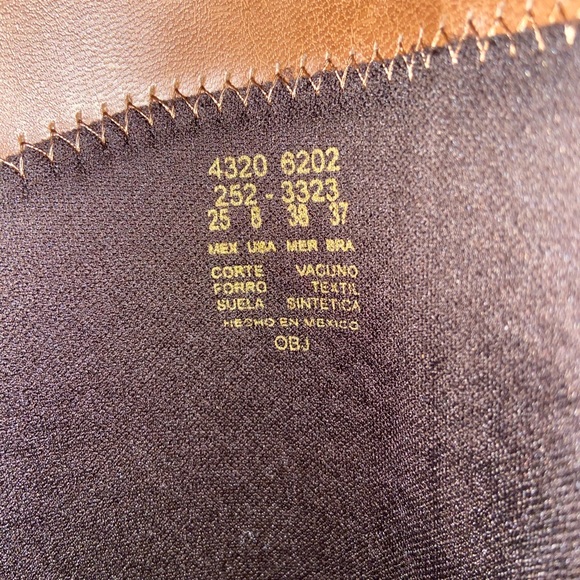 4320 6202
252 - 3323
25 8 38 37
MEX USA MER BRA
CORTE VACUNO
FORRO TEXTIL
SUELA SINTETICA
HECHO EN MEXICO
OBJ